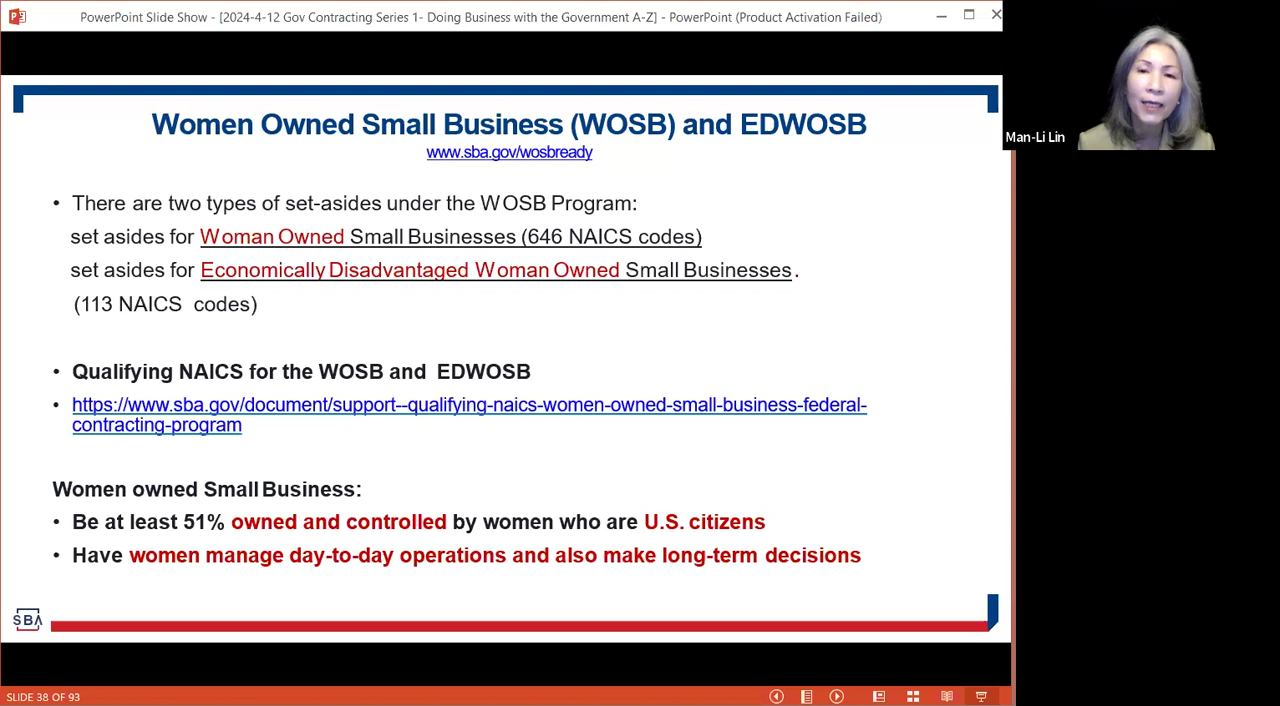 PowerPoint Slide Show - [2024-4-12 Gov Contracting Series 1- Doing Business with the Government A-Z] - PowerPoint (Product Activation Failed)
Women Owned Small Business (WOSB) and EDWOSB
www.sba.gov/wosbready
• There are two types of set-asides under the WOSB Program:
set asides for Woman Owned Small Businesses (646 NAICS codes)
set asides for Economically Disadvantaged Woman Owned Small Businesses.
(113 NAICS codes)
• Qualifying NAICS for the WOSB and EDWOSB
• https://www.sba.gov/document/support--qualifying-naics-women-owned-small-business-federal-
contracting-program
Women owned Small Business:
• Be at least 51% owned and controlled by women who are U.S. citizens
• Have women manage day-to-day operations and also make long-term decisions
SBA
SLIDE 38 OF 93
Man-Li Lin